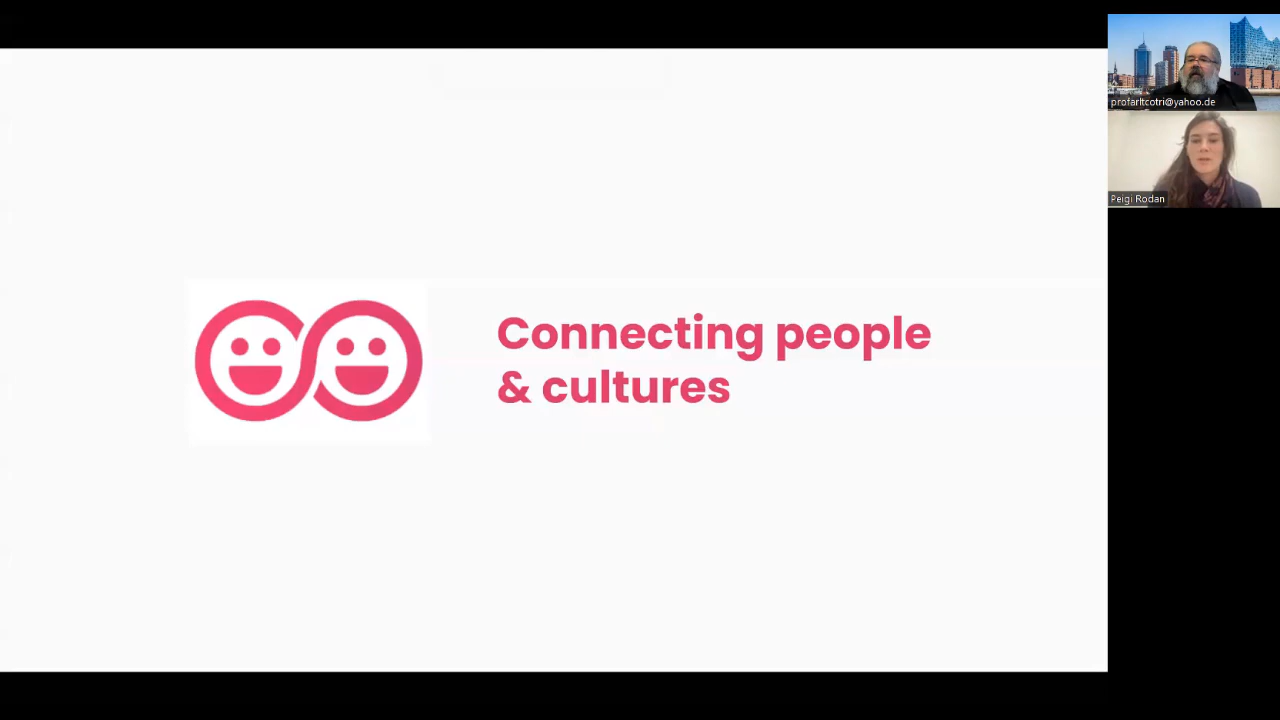 Connecting people
& cultures
profarltcotri@yahoo.de
Peigi Rodan